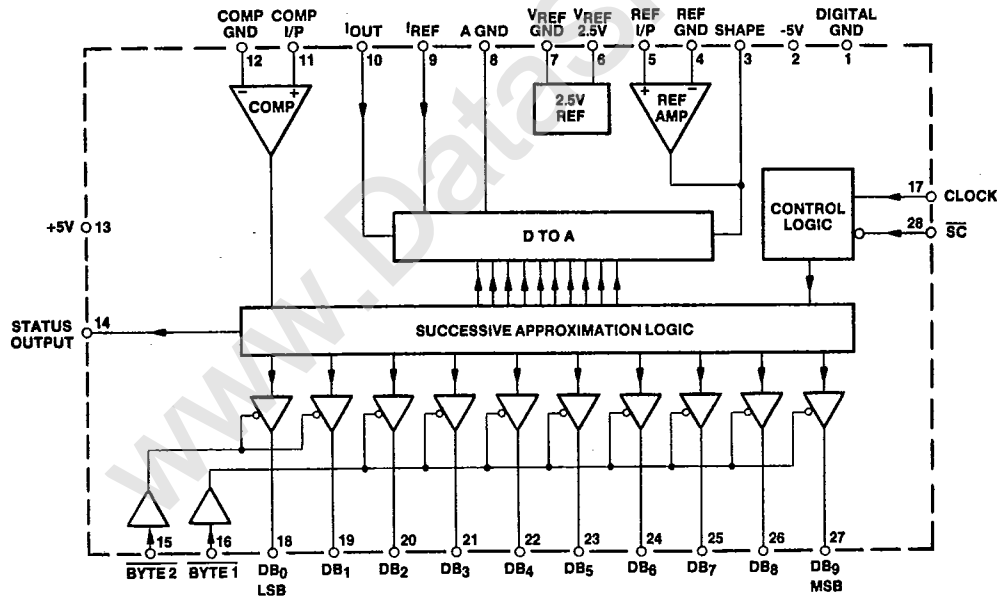 COMP GND
COMP I/P
IOUT
IREF
A GND
VREF GND
VREF 2.5V
REF I/P
REF GND
SHAPE
-5V
DIGITAL GND
12
11
10
9
8
7
6
5
4
3
2
1
COMP
- +
2.5V REF
+ -
REF AMP
CONTROL LOGIC
17 CLOCK
28 SC
+5V 13
D TO A
STATUS OUTPUT 14
SUCCESSIVE APPROXIMATION LOGIC
15
16
18
19
20
21
22
23
24
25
26
27
BYTE 2
BYTE 1
DB0 LSB
DB1
DB2
DB3
DB4
DB5
DB6
DB7
DB8
DB9 MSB